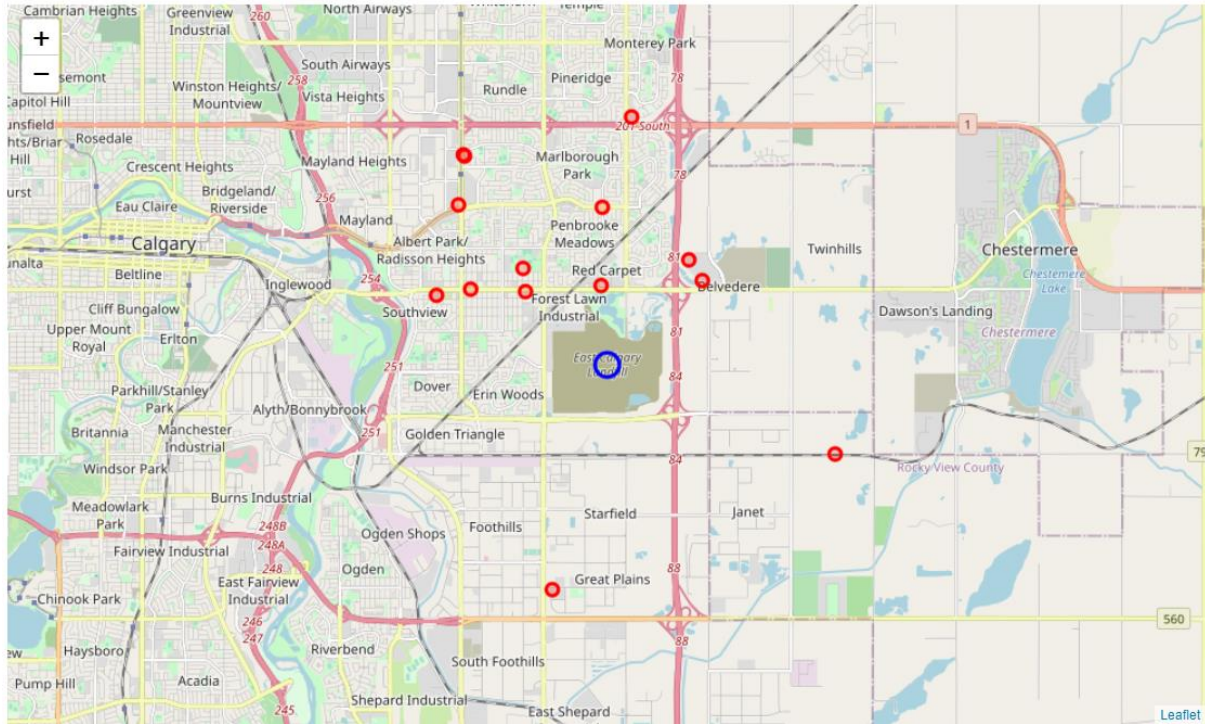 +
−
Cambrian Heights
Greenview
Industrial
260
North Airways
Temple
Monterey Park
South Airways
258
Pineridge
78
Winston Heights/
Mountview
Vista Heights
Rundle
Capitol Hill
Rosedale
201 South
1
Hill
Crescent Heights
Mayland Heights
Marlborough
Park
78
256
Bridgeland/
Riverside
Eau Claire
Mayland
Penbrooke
Meadows
Calgary
Albert Park/
Radisson Heights
Twinhills
Chestermere
Beltline
254
Inglewood
Red Carpet
81
Belvedere
Chestermere
Lake
Cliff Bungalow
Southview
Forest Lawn
Industrial
Dawson's Landing
Upper Mount
Royal
Erlton
81
Chestermere
251
East Calgary
Landfill
84
Parkhill/Stanley
Park
Dover
Erin Woods
Alyth/Bonnybrook
251
Britannia
Manchester
Industrial
Golden Triangle
79
84
Windsor Park
Rocky View County
Burns Industrial
Meadowlark
Park
248B
248A
Ogden Shops
Foothills
Starfield
Janet
Fairview Industrial
248
Ogden
88
East Fairview
Industrial
Great Plains
Chinook Park
246
247
560
Haysboro
Riverbend
88
South Foothills
Pump Hill
Acadia
245
Shepard Industrial
East Shepard
Leaflet